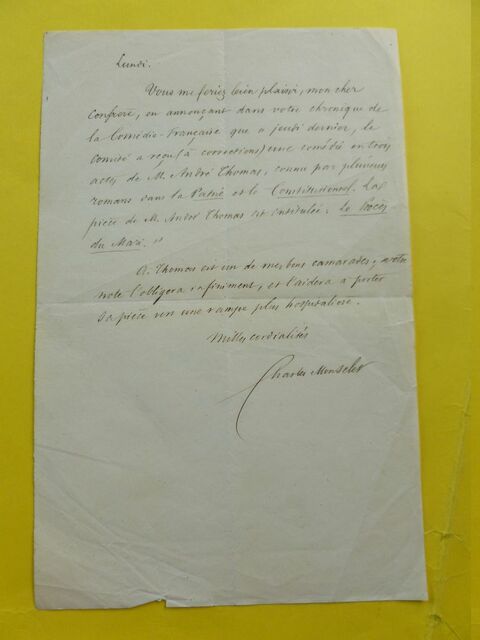 Lundi.
Vous me feriez bien plaisir, mon cher
confrère, en annonçant dans votre chronique de
la Comédie-française que « jeudi dernier, le
Comité a reçu (à corrections) une comédie en trois
actes de M. André Thomas, connu par plusieurs
romans dans la Patrie et le Constitutionnel. La
pièce de M. André Thomas est intitulée: Le Procès
du Mari. »
A. Thomas est un de mes bons camarades; votre
note l'obligera infiniment, et l'aidera à porter
sa pièce vers une rampe plus hospitalière.
Milles cordialités
Charles Monselet